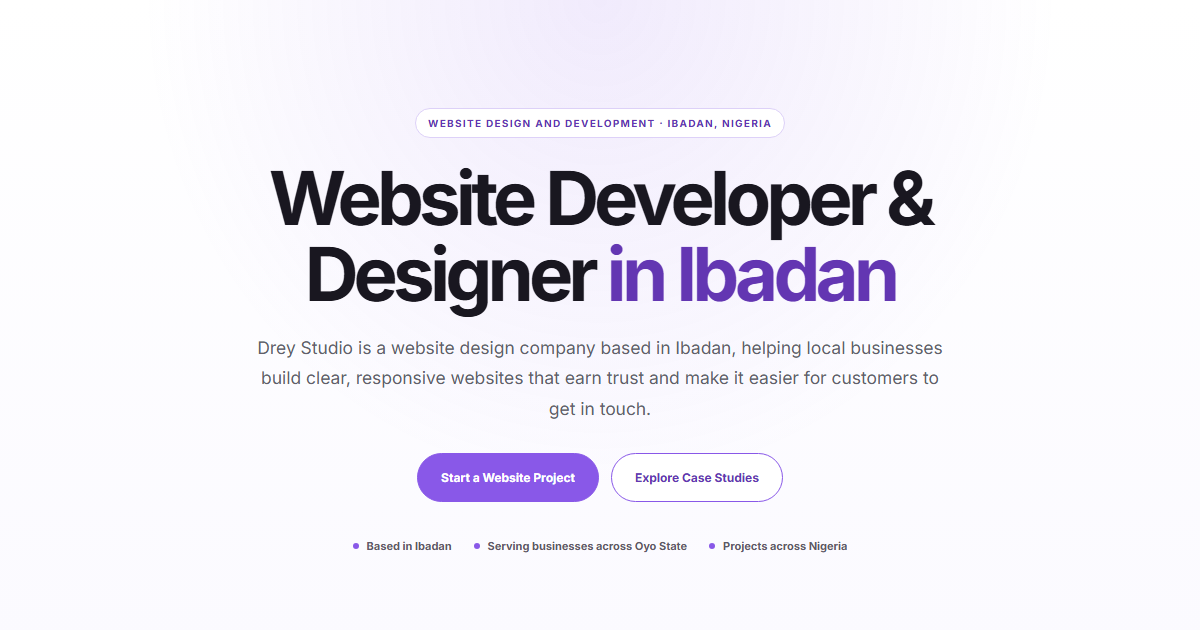 WEBSITE DESIGN AND DEVELOPMENT · IBADAN, NIGERIA
Website Developer &
Designer in Ibadan
Drey Studio is a website design company based in Ibadan, helping local businesses
build clear, responsive websites that earn trust and make it easier for customers to
get in touch.
Start a Website Project
Explore Case Studies
Based in Ibadan
Serving businesses across Oyo State
Projects across Nigeria